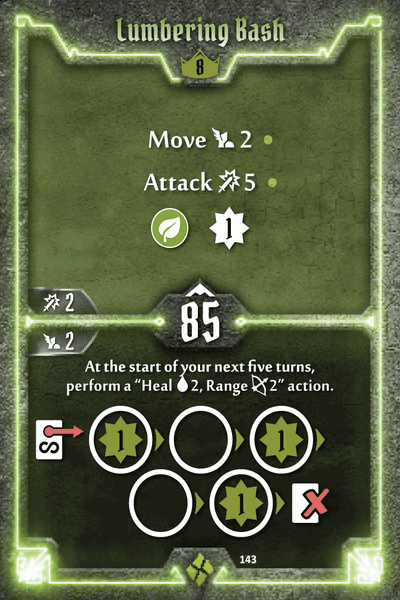 Lumbering Bash
8
Move 2
Attack 5
1
2
85
2
At the start of your next five turns,
perform a “Heal 2, Range 2” action.
S 1 1
1
143